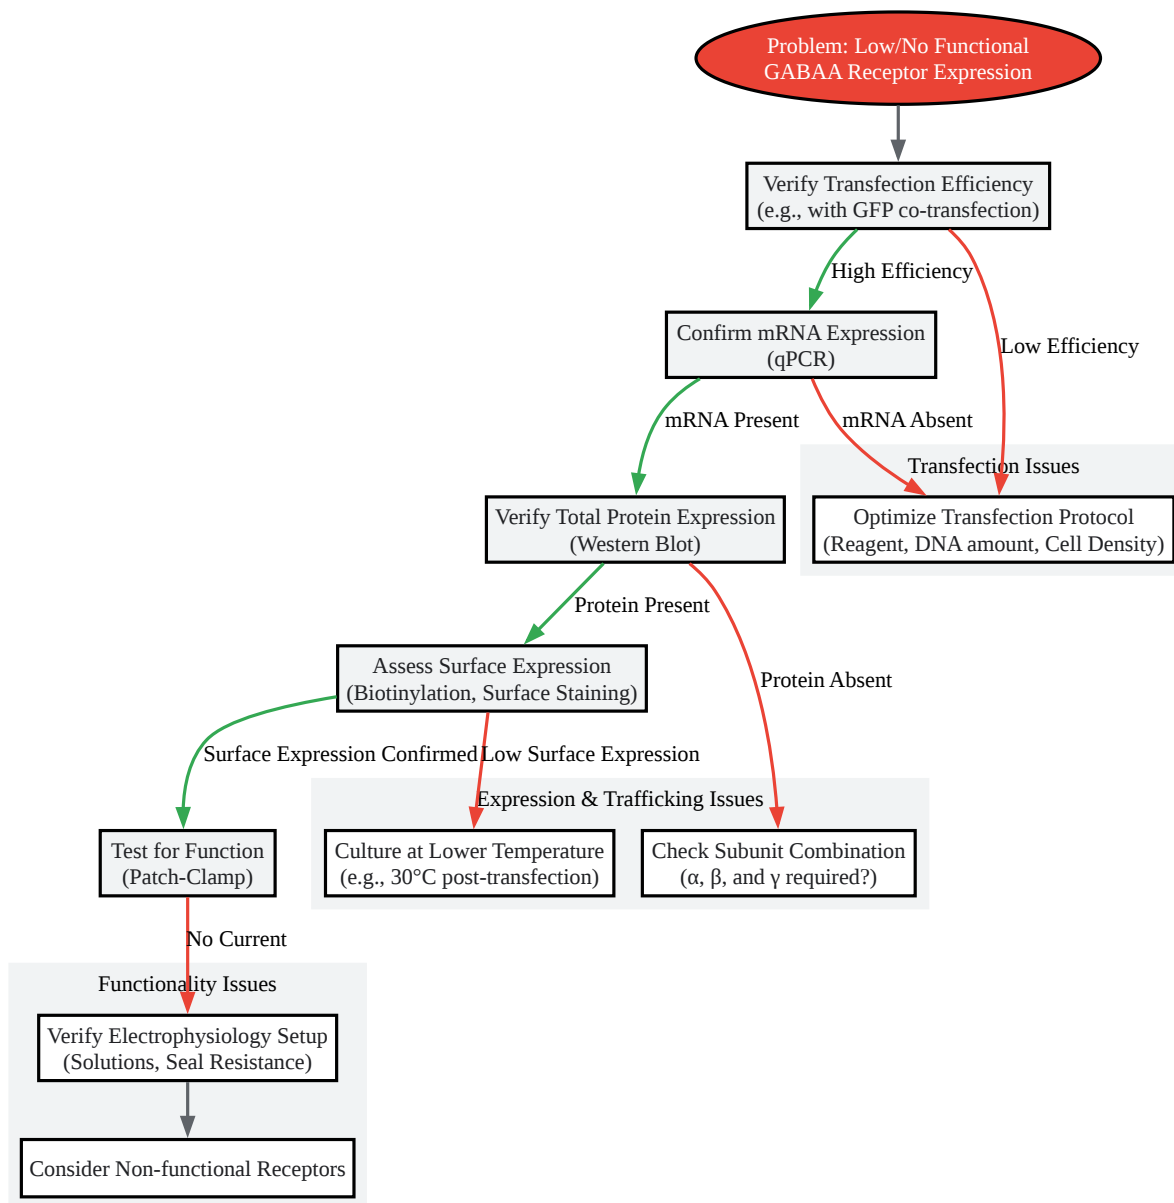 Problem: Low/No Functional
GABAA Receptor Expression
Verify Transfection Efficiency
(e.g., with GFP co-transfection)
High Efficiency
Confirm mRNA Expression
(qPCR)
Low Efficiency
mRNA Present
mRNA Absent
Transfection Issues
Verify Total Protein Expression
(Western Blot)
Optimize Transfection Protocol
(Reagent, DNA amount, Cell Density)
Protein Present
Assess Surface Expression
(Biotinylation, Surface Staining)
Protein Absent
Surface Expression Confirmed
Low Surface Expression
Expression & Trafficking Issues
Test for Function
(Patch-Clamp)
Culture at Lower Temperature
(e.g., 30°C post-transfection)
Check Subunit Combination
(α, β, and γ required?)
No Current
Functionality Issues
Verify Electrophysiology Setup
(Solutions, Seal Resistance)
Consider Non-functional Receptors